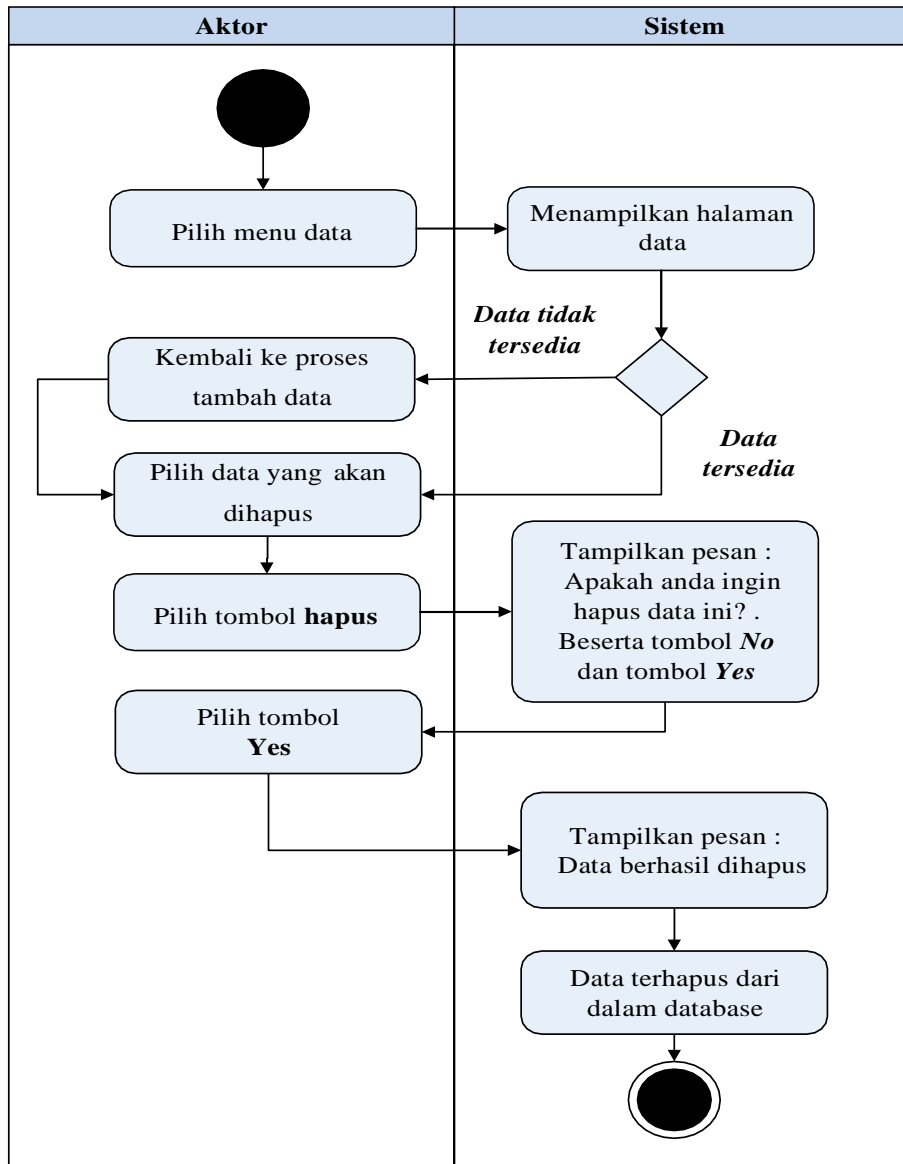 Aktor
Sistem
Pilih menu data
Menampilkan halaman
data
Data tidak
tersedia
Kembali ke proses
tambah data
Data
tersedia
Pilih data yang akan
dihapus
Pilih tombol hapus
Tampilkan pesan :
Apakah anda ingin
hapus data ini? .
Beserta tombol No
dan tombol Yes
Pilih tombol
Yes
Tampilkan pesan :
Data berhasil dihapus
Data terhapus dari
dalam database